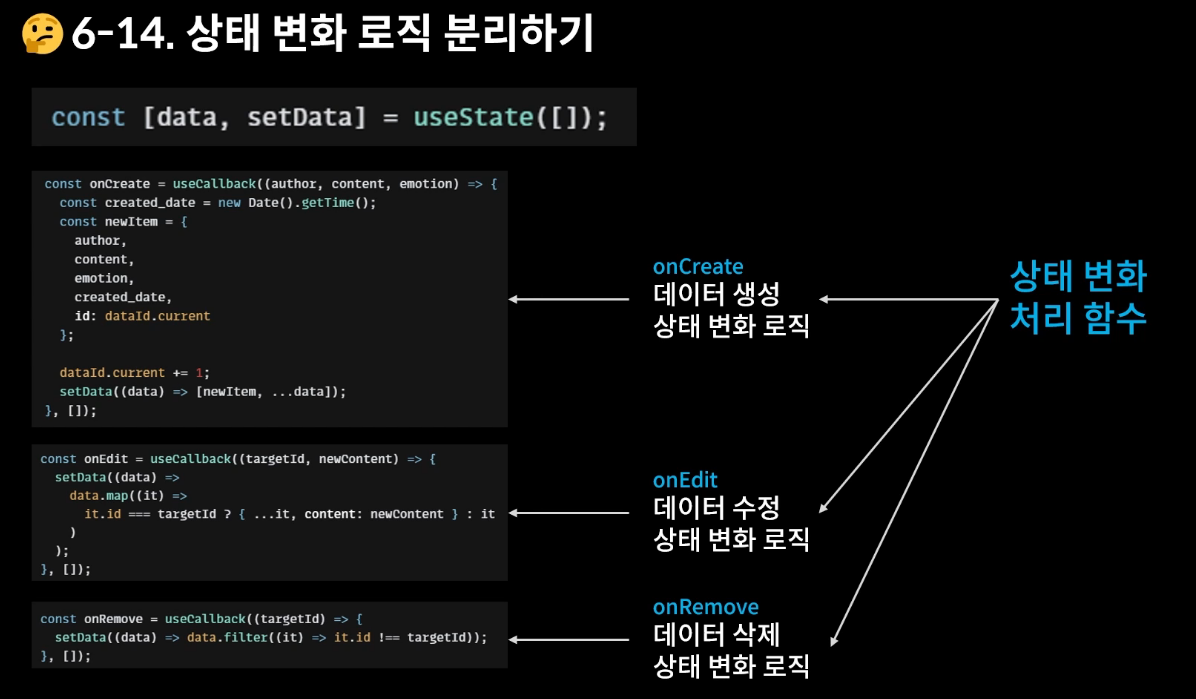 🤔 6-14. 상태 변화 로직 분리하기
const [data, setData] = useState([]);
const onCreate = useCallback((author, content, emotion) => {
  const created_date = new Date().getTime();
  const newItem = {
    author,
    content,
    emotion,
    created_date,
    id: dataId.current
  };

  dataId.current += 1;
  setData((data) => [newItem, ...data]);
}, []);
onCreate
데이터 생성
상태 변화 로직
상태 변화
처리 함수
const onEdit = useCallback((targetId, newContent) => {
  setData((data) =>
    data.map((it) =>
      it.id === targetId ? { ...it, content: newContent } : it
    )
  );
}, []);
onEdit
데이터 수정
상태 변화 로직
const onRemove = useCallback((targetId) => {
  setData((data) => data.filter((it) => it.id !== targetId));
}, []);
onRemove
데이터 삭제
상태 변화 로직